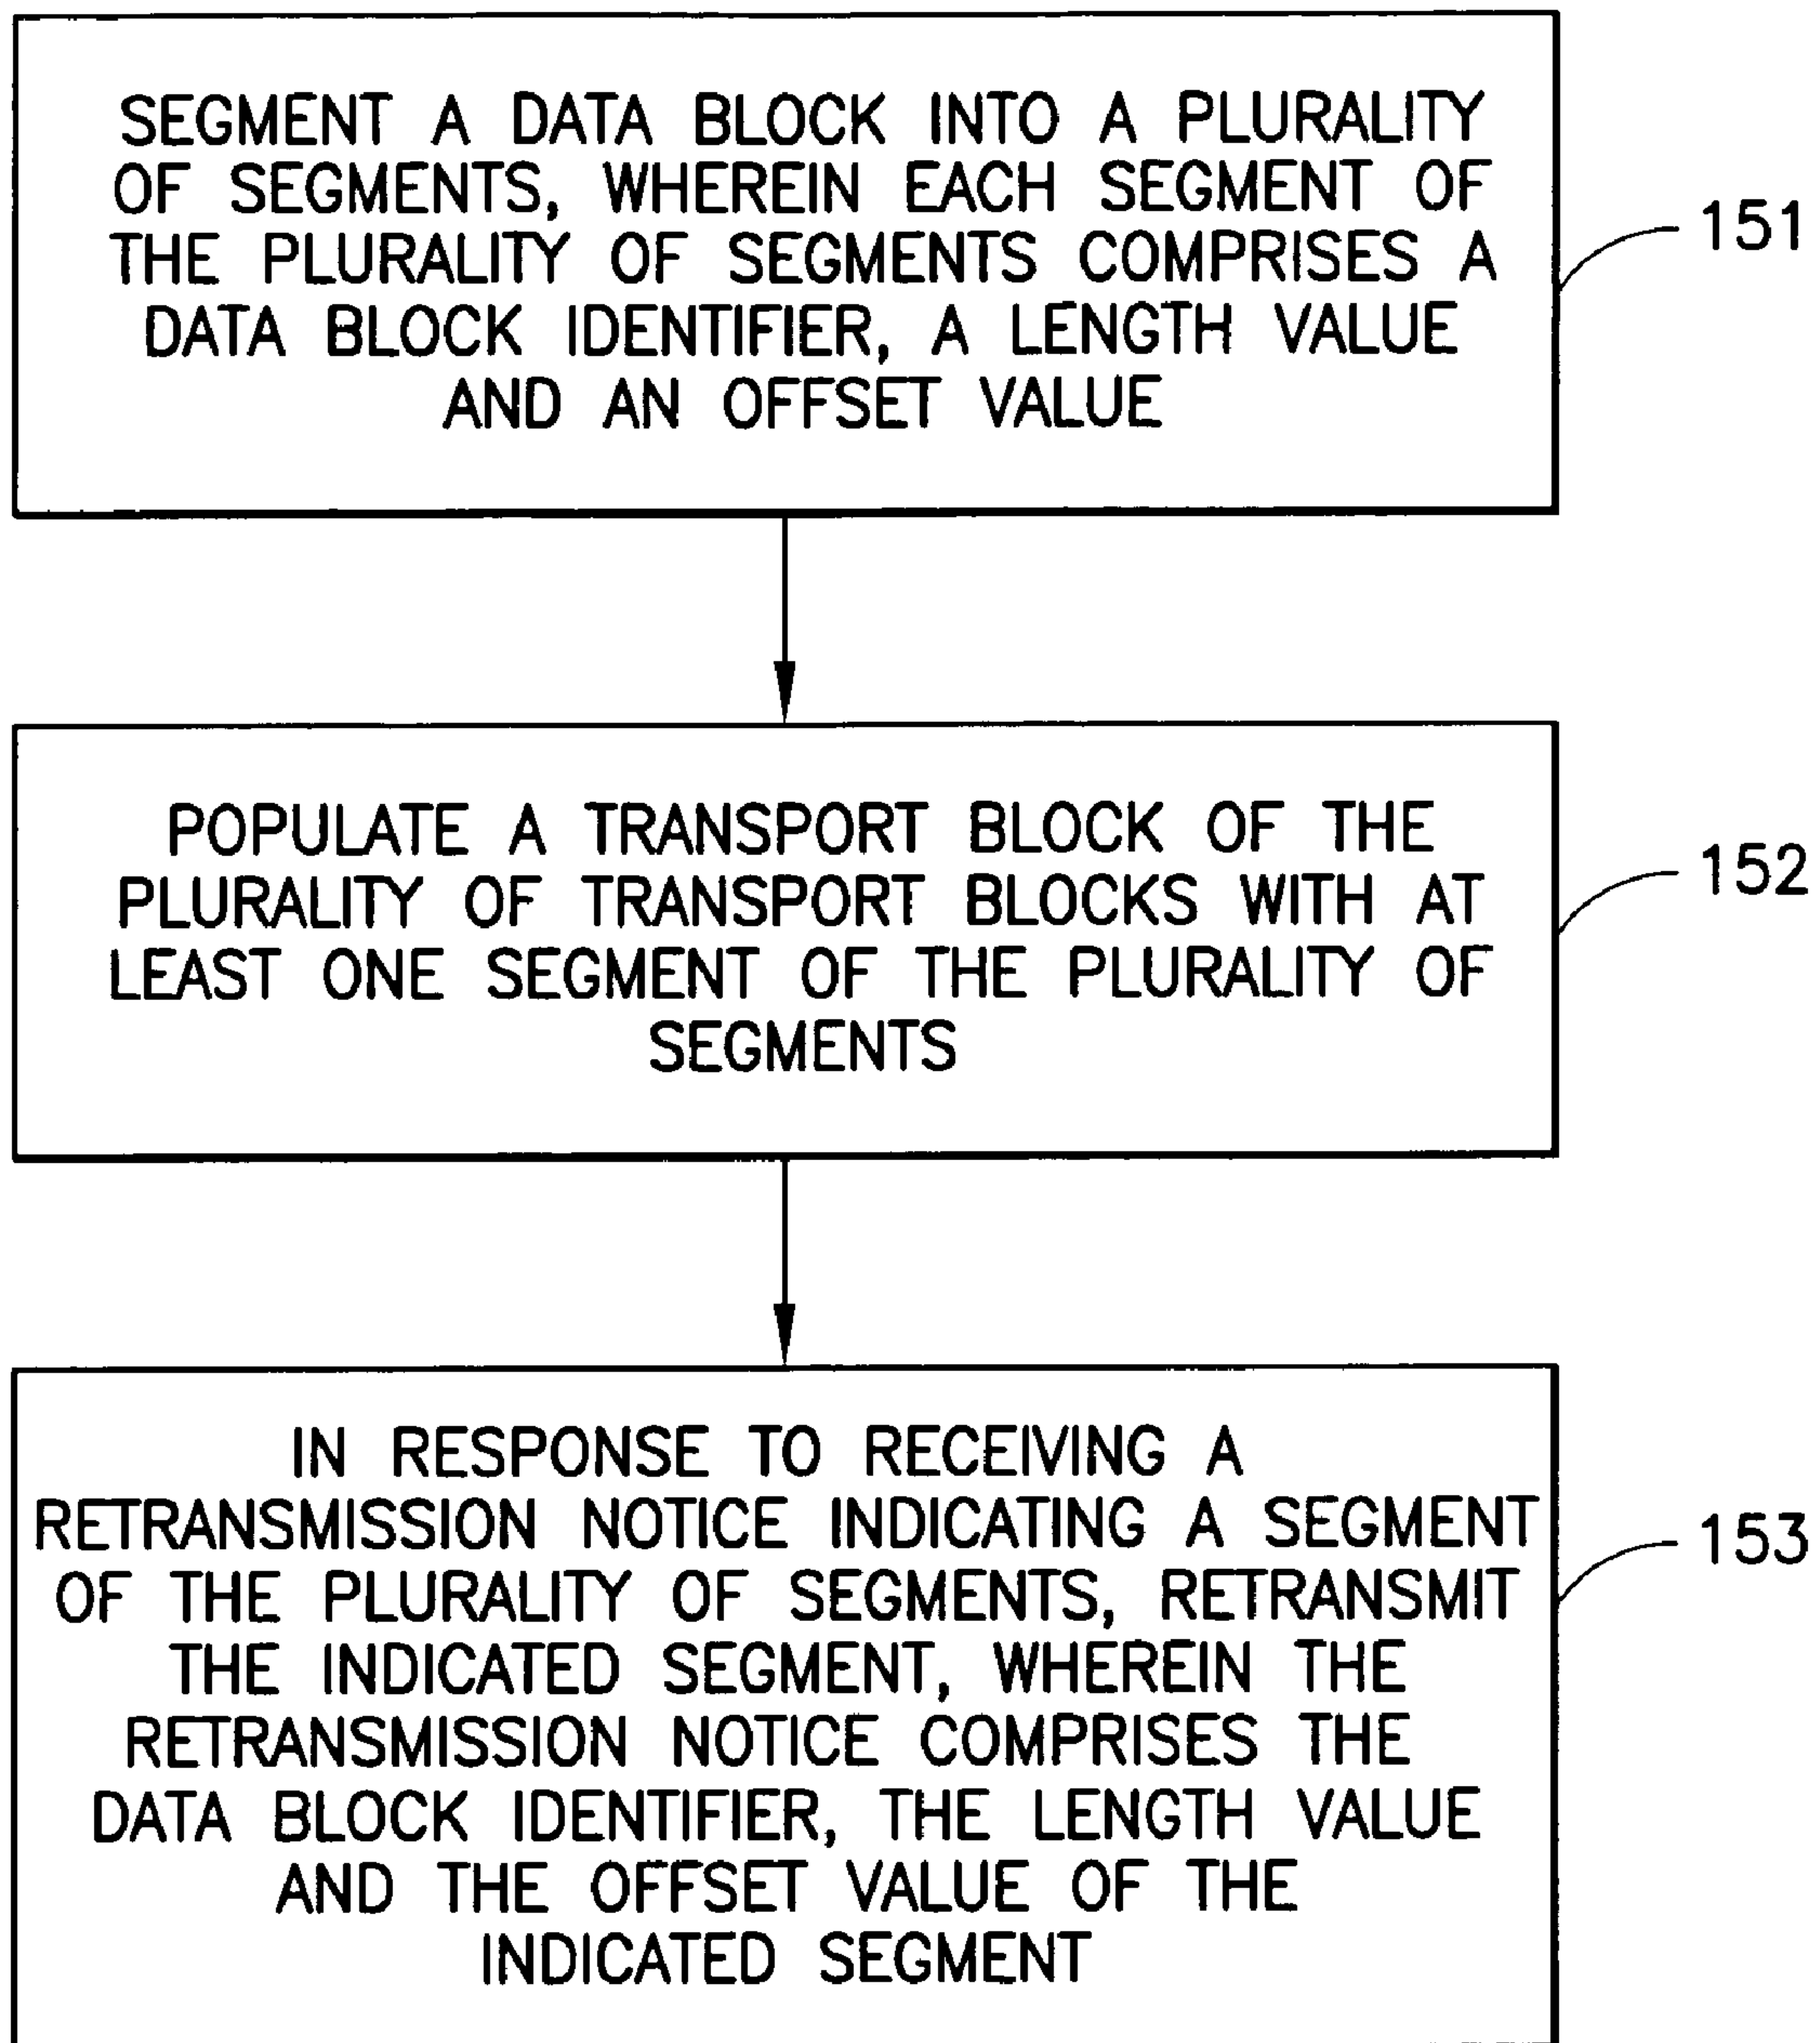 SEGMENT A DATA BLOCK INTO A PLURALITY
OF SEGMENTS, WHEREIN EACH SEGMENT OF
THE PLURALITY OF SEGMENTS COMPRISES A
DATA BLOCK IDENTIFIER, A LENGTH VALUE
AND AN OFFSET VALUE
151
POPULATE A TRANSPORT BLOCK OF THE
PLURALITY OF TRANSPORT BLOCKS WITH AT
LEAST ONE SEGMENT OF THE PLURALITY OF
SEGMENTS
152
IN RESPONSE TO RECEIVING A
RETRANSMISSION NOTICE INDICATING A SEGMENT
OF THE PLURALITY OF SEGMENTS, RETRANSMIT
THE INDICATED SEGMENT, WHEREIN THE
RETRANSMISSION NOTICE COMPRISES THE
DATA BLOCK IDENTIFIER, THE LENGTH VALUE
AND THE OFFSET VALUE OF THE
INDICATED SEGMENT
153